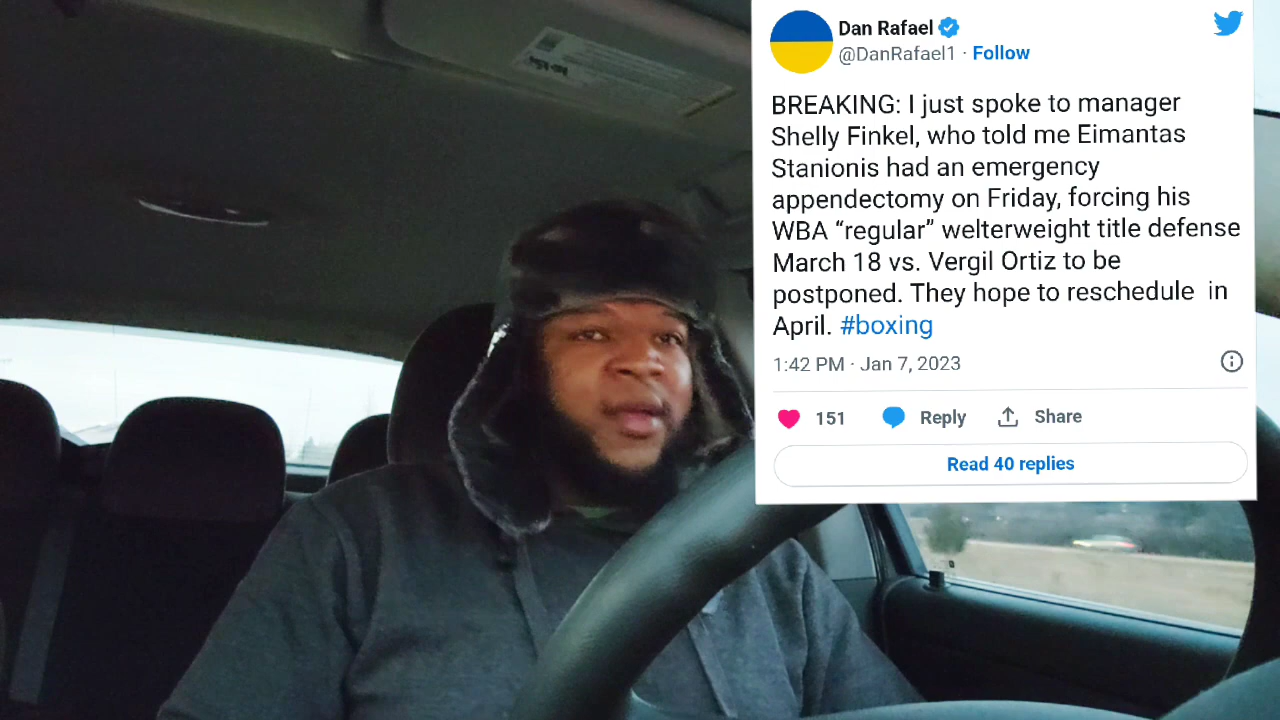 Dan Rafael
@DanRafael1 · Follow
BREAKING: I just spoke to manager
Shelly Finkel, who told me Eimantas
Stanionis had an emergency
appendectomy on Friday, forcing his
WBA “regular” welterweight title defense
March 18 vs. Vergil Ortiz to be
postponed. They hope to reschedule in
April. #boxing
1:42 PM · Jan 7, 2023
151 Reply Share
Read 40 replies